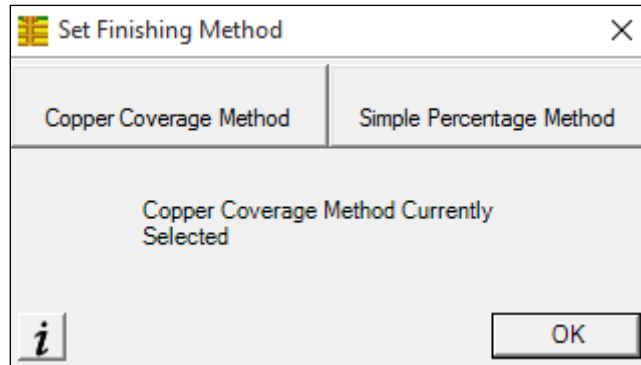 Set Finishing Method
Copper Coverage Method
Simple Percentage Method
Copper Coverage Method Currently
Selected
i
OK